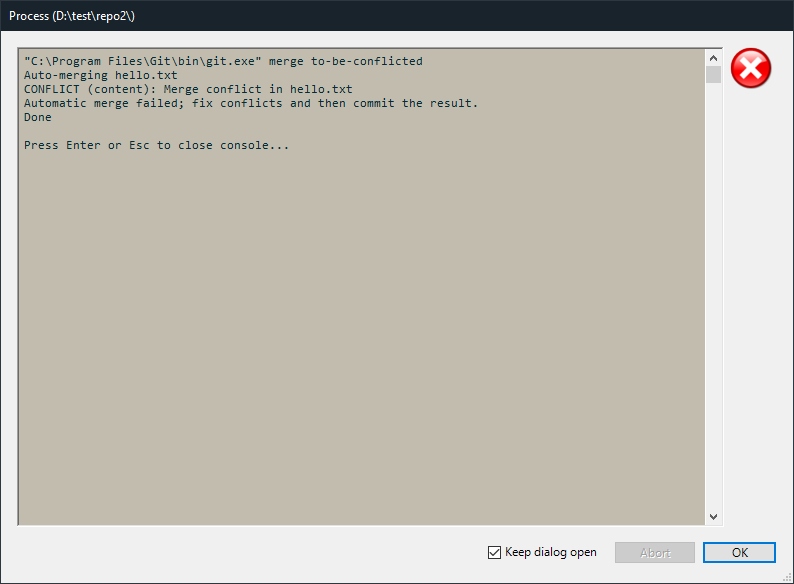 Process (D:\test\repo2\)
"C:\Program Files\Git\bin\git.exe" merge to-be-conflicted
Auto-merging hello.txt
CONFLICT (content): Merge conflict in hello.txt
Automatic merge failed; fix conflicts and then commit the result.
Done
Press Enter or Esc to close console...
Keep dialog open
Abort
OK